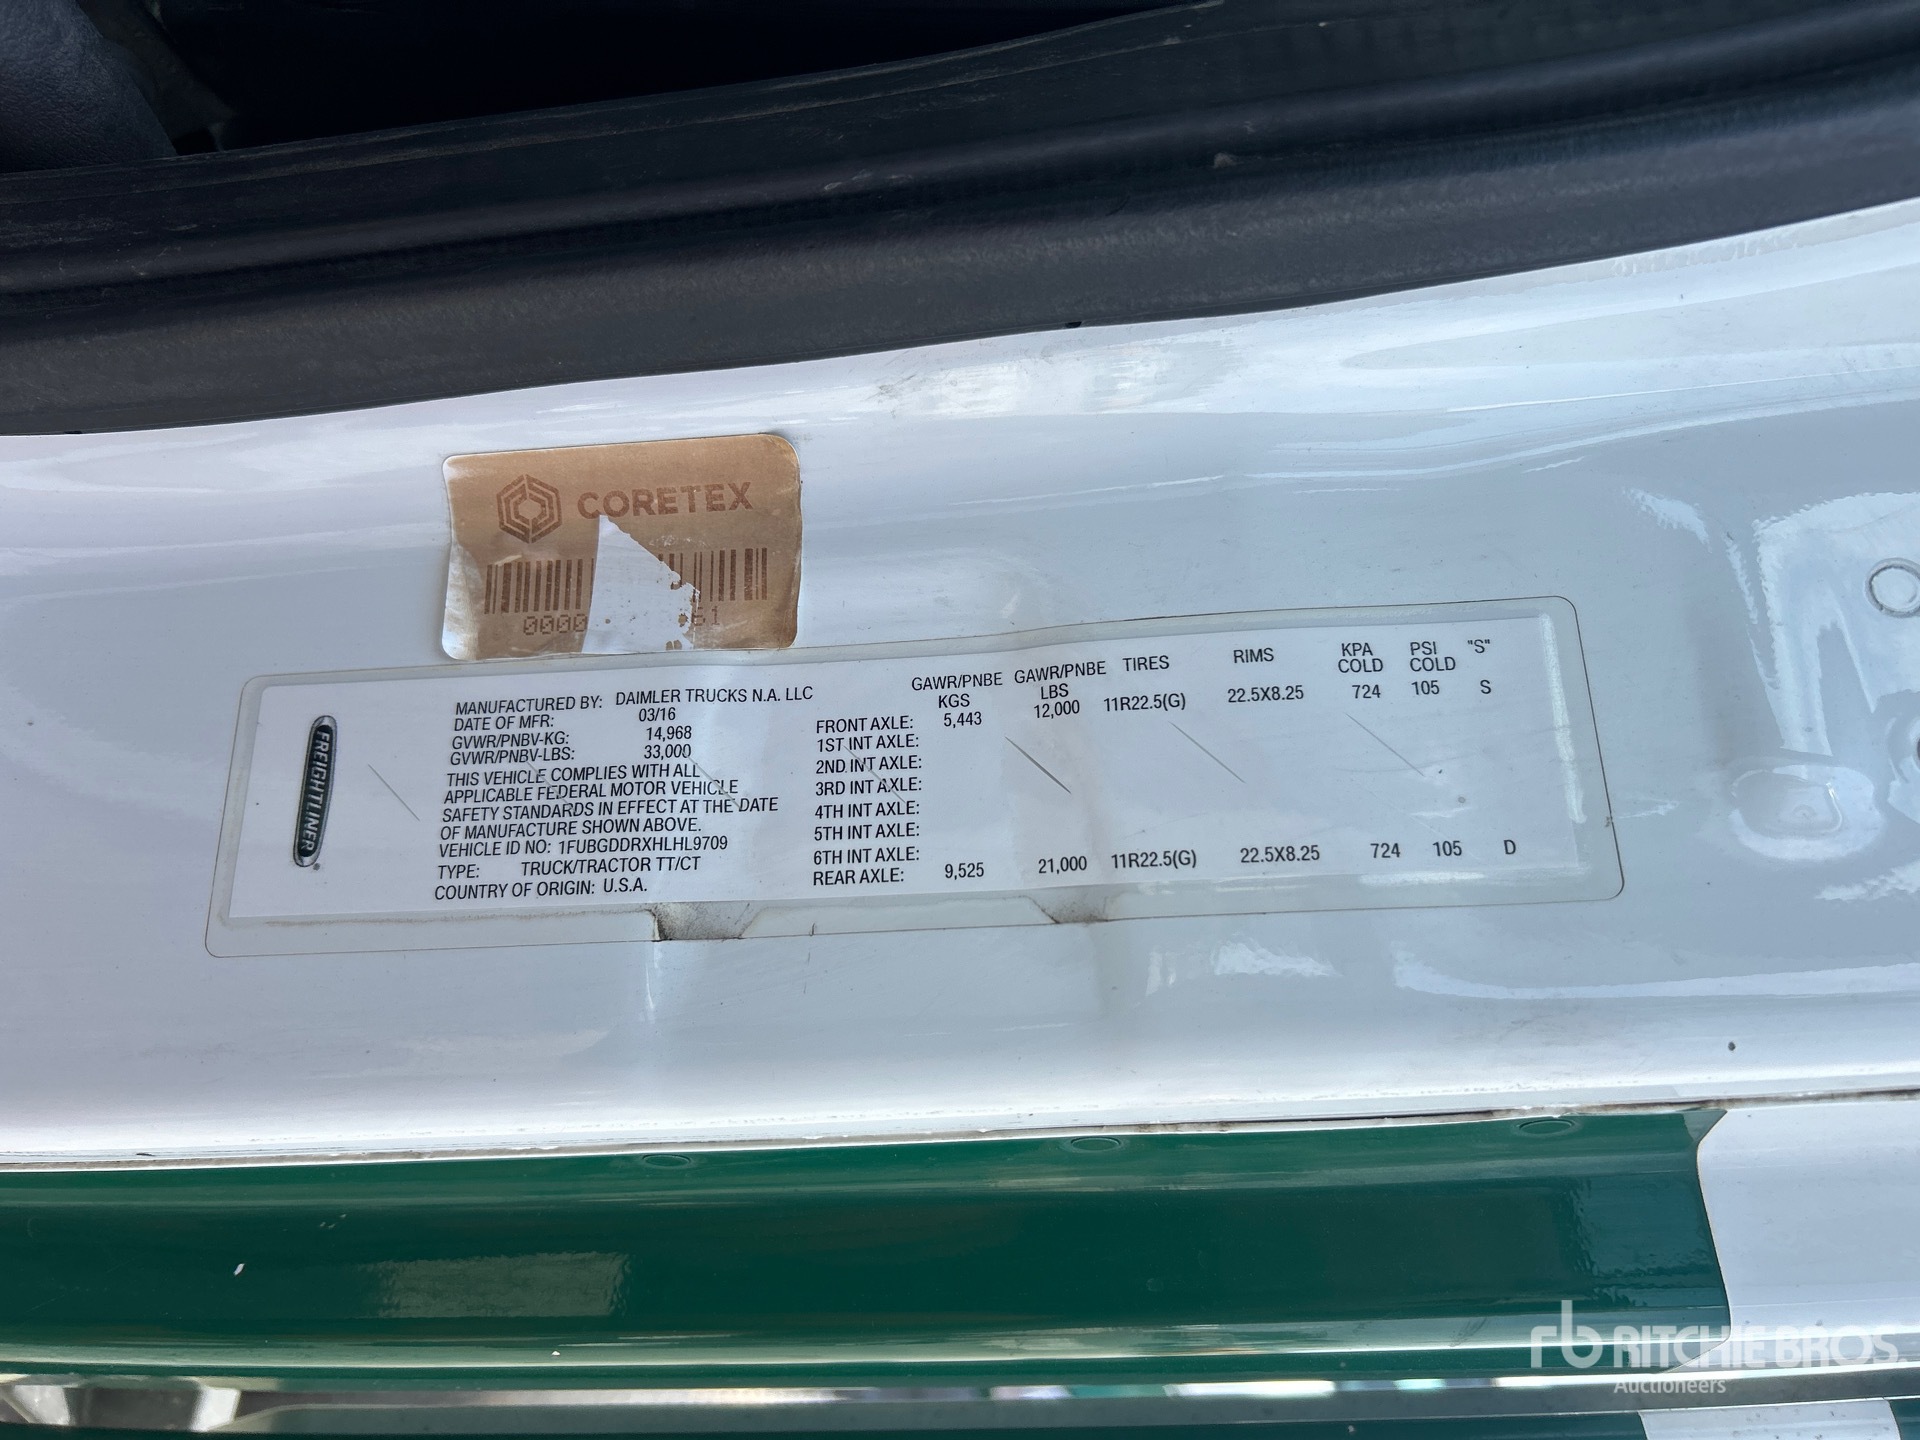 CORETEX
0000
61
FREIGHTLINER
MANUFACTURED BY: DAIMLER TRUCKS N.A. LLC
DATE OF MFR: 03/16
GVWR/PNBV-KG: 14,968
GVWR/PNBV-LBS: 33,000
THIS VEHICLE COMPLIES WITH ALL
APPLICABLE FEDERAL MOTOR VEHICLE
SAFETY STANDARDS IN EFFECT AT THE DATE
OF MANUFACTURE SHOWN ABOVE.
VEHICLE ID NO: 1FUBGDDRXHLHL9709
TYPE: TRUCK/TRACTOR TT/CT
COUNTRY OF ORIGIN: U.S.A.
GAWR/PNBE GAWR/PNBE TIRES RIMS KPA PSI "S"
KGS LBS COLD COLD
FRONT AXLE: 5,443 12,000 11R22.5(G) 22.5X8.25 724 105 S
1ST INT AXLE:
2ND INT AXLE:
3RD INT AXLE:
4TH INT AXLE:
5TH INT AXLE:
6TH INT AXLE:
REAR AXLE: 9,525 21,000 11R22.5(G) 22.5X8.25 724 105 D
rb RITCHIE BROS.
Auctioneers